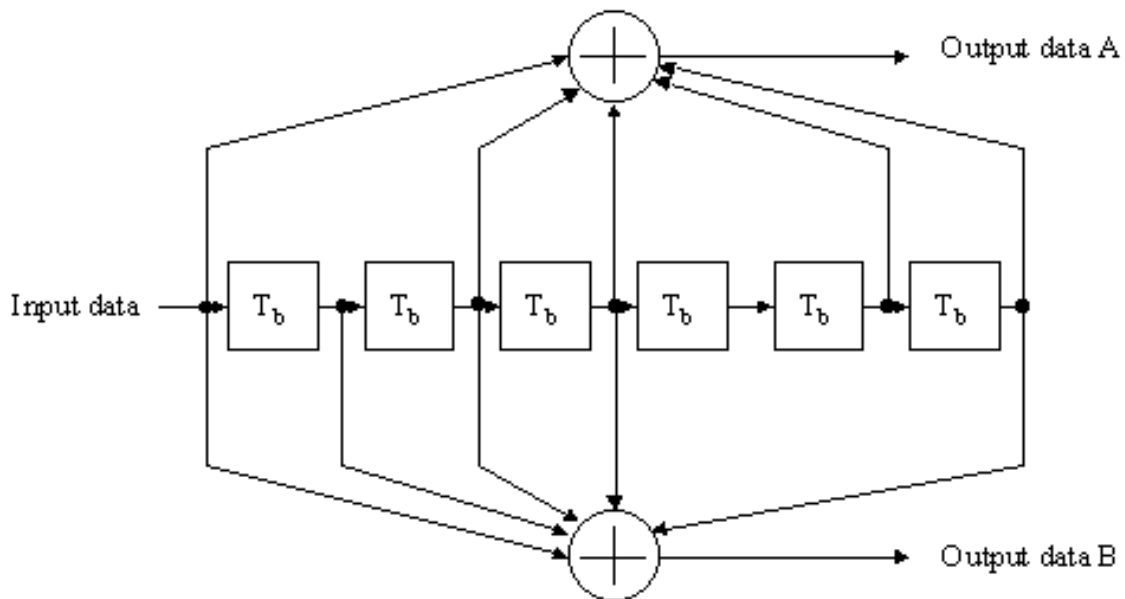 Output data A
Input data
T_b
T_b
T_b
T_b
T_b
T_b
Output data B